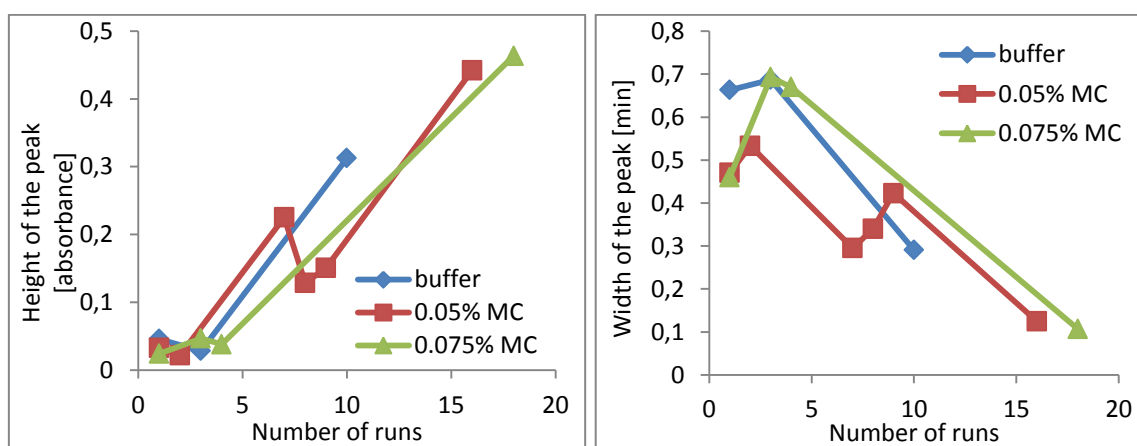 Height of the peak
[absorbance]
0,5
0,4
0,3
0,2
0,1
0
0 5 10 15 20
Number of runs
buffer
0.05% MC
0.075% MC
Width of the peak [min]
0,8
0,7
0,6
0,5
0,4
0,3
0,2
0,1
0
0 5 10 15 20
Number of runs
buffer
0.05% MC
0.075% MC